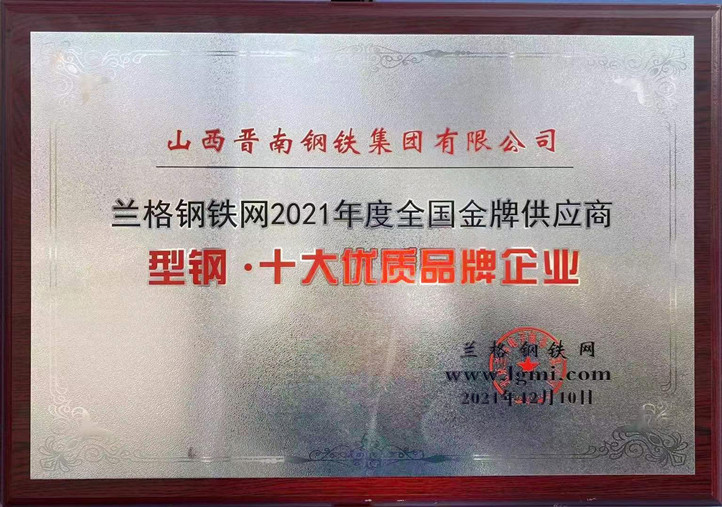 山西晋南钢铁集团有限公司
兰格钢铁网2021年度全国金牌供应商
型钢·十大优质品牌企业
兰格钢铁网
www.lgmi.com
2021年12月10日